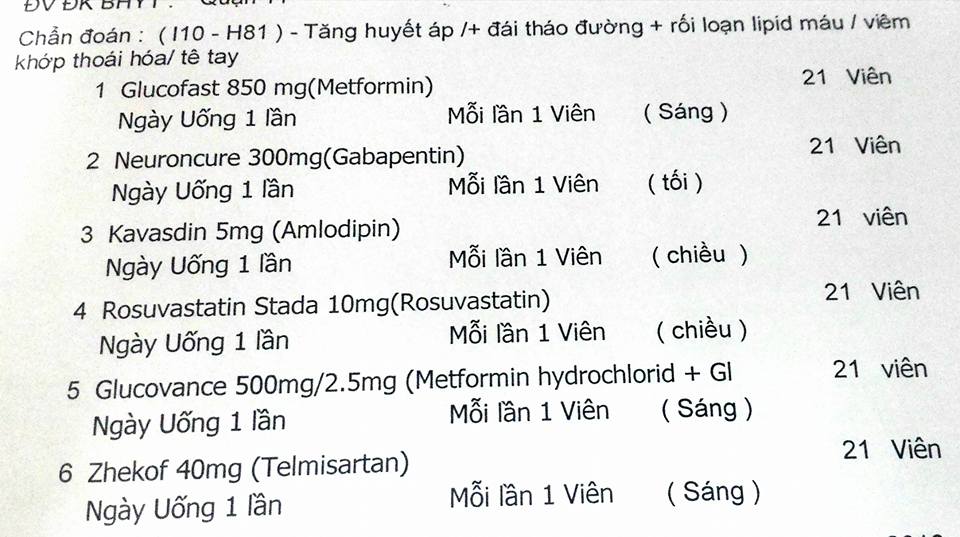 Chẩn đoán : ( I10 - H81 ) - Tăng huyết áp /+ đái tháo đường + rối loạn lipid máu / viêm
khớp thoái hóa/ tê tay
1 Glucofast 850 mg(Metformin) 21 Viên
Ngày Uống 1 lần Mỗi lần 1 Viên ( Sáng )
2 Neuroncure 300mg(Gabapentin) 21 Viên
Ngày Uống 1 lần Mỗi lần 1 Viên ( tối )
3 Kavasdin 5mg (Amlodipin) 21 viên
Ngày Uống 1 lần Mỗi lần 1 Viên ( chiều )
4 Rosuvastatin Stada 10mg(Rosuvastatin) 21 Viên
Ngày Uống 1 lần Mỗi lần 1 Viên ( chiều )
5 Glucovance 500mg/2.5mg (Metformin hydrochlorid + Gl 21 viên
Ngày Uống 1 lần Mỗi lần 1 Viên ( Sáng )
6 Zhekof 40mg (Telmisartan) 21 Viên
Ngày Uống 1 lần Mỗi lần 1 Viên ( Sáng )